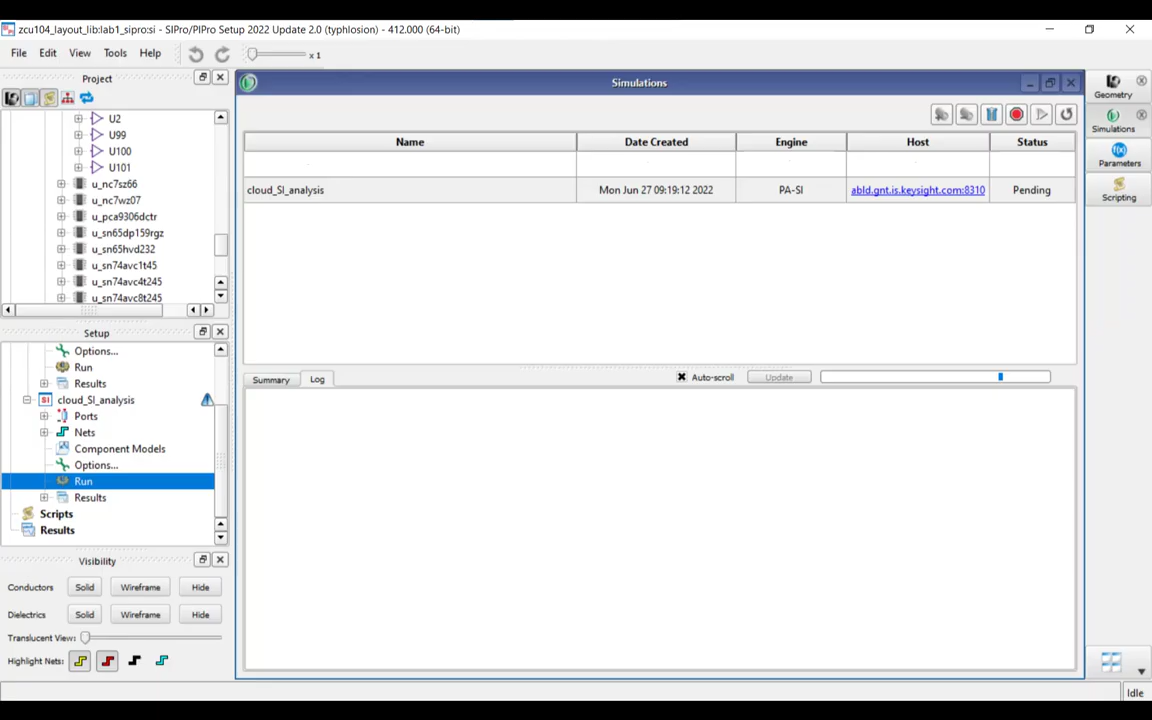 zcu104_layout_lib:lab1_sipro:si - SIPro/PIPro Setup 2022 Update 2.0 (typhlosion) - 412.000 (64-bit)
File Edit View Tools Help x 1
Project
U2
U99
U100
U101
u_nc7sz66
u_nc7wz07
u_pca9306dctr
u_sn65dp159rgz
u_sn65hvd232
u_sn74avc1t45
u_sn74avc4t245
u_sn74avc8t245
Setup
Options...
Run
Results
SI cloud_SI_analysis
Ports
Nets
Component Models
Options...
Run
Results
Scripts
Results
Visibility
Conductors Solid Wireframe Hide
Dielectrics Solid Wireframe Hide
Translucent View:
Highlight Nets:
Simulations
Name Date Created Engine Host Status
cloud_SI_analysis Mon Jun 27 09:19:12 2022 PA-SI abld.gnt.is.keysight.com:8310 Pending
Summary Log Auto-scroll Update
Geometry
Simulations
f(x)
Parameters
Scripting
Idle